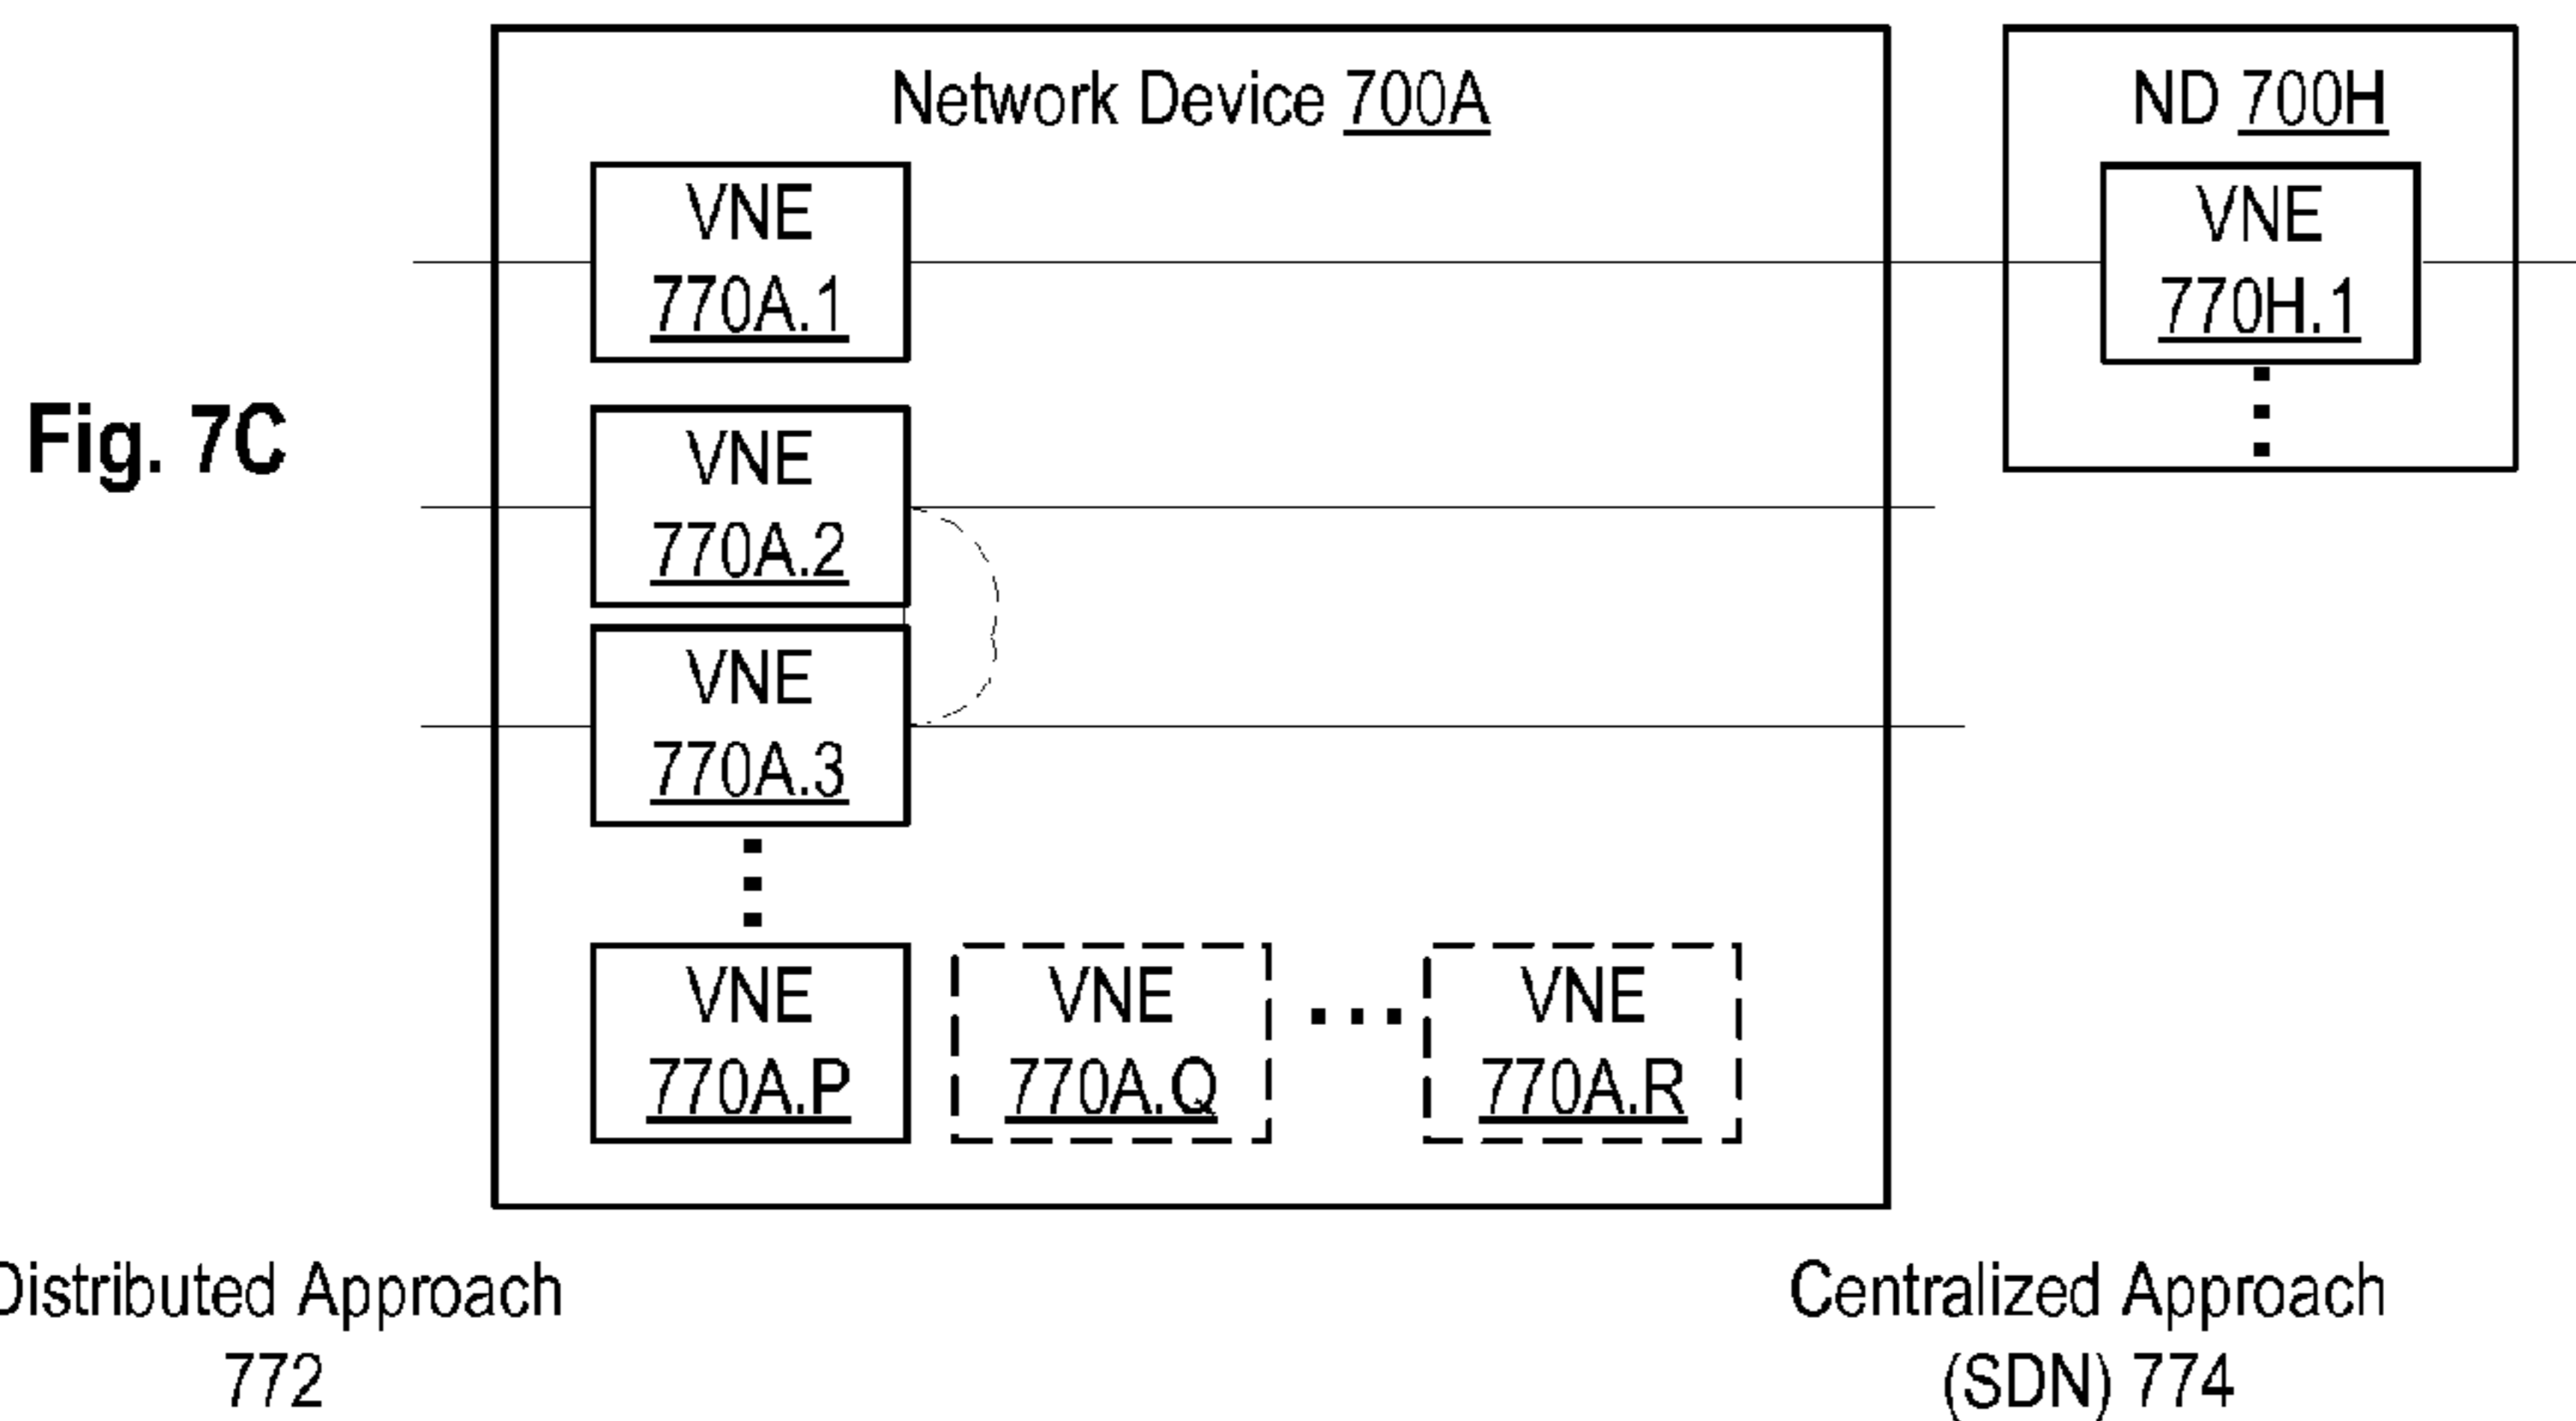 Network Device 700A
ND 700H
VNE
770A.1
VNE
770H.1
Fig. 7C
VNE
770A.2
VNE
770A.3
VNE
770A.P
VNE
770A.Q
VNE
770A.R
Distributed Approach
772
Centralized Approach
(SDN) 774